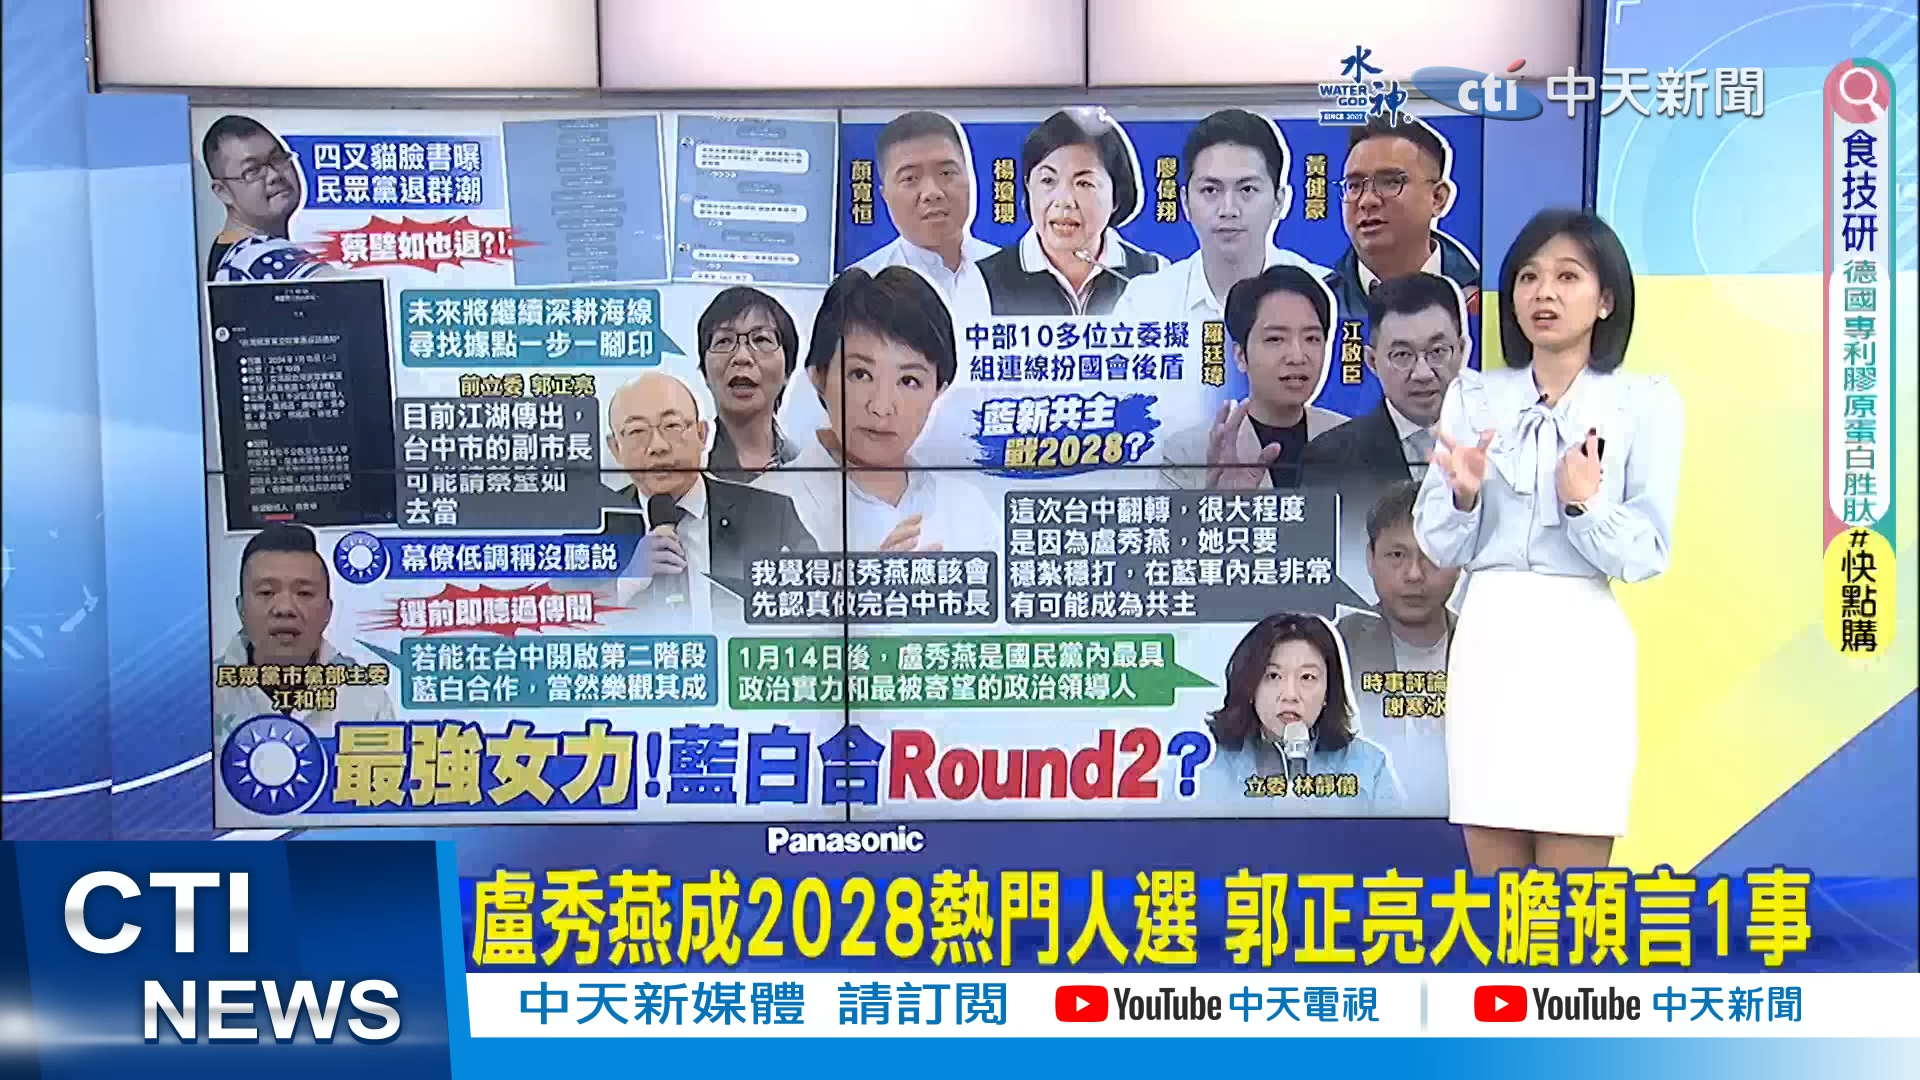 水神
WATER GOD
SINCE 2007
cti 中天新聞
食技研 德國專利膠原蛋白胜肽 #快點購
四叉貓臉書曝
民眾黨退群潮
蔡壁如也退?!
顏寬恒
楊瓊瓔
廖偉翔
黃健豪
未來將繼續深耕海線
尋找據點一步一腳印
中部10多位立委擬
組連線扮國會後盾
羅廷瑋
江啟臣
藍新共主
戰2028?
前立委 郭正亮
目前江湖傳出，
台中市的副市長
可能請蔡壁如
去當
這次台中翻轉，很大程度
是因為盧秀燕，她只要
穩紮穩打，在藍軍內是非常
有可能成為共主
幕僚低調稱沒聽説
我覺得盧秀燕應該會
先認真做完台中市長
選前即聽過傳聞
若能在台中開啟第二階段
藍白合作，當然樂觀其成
1月14日後，盧秀燕是國民黨內最具
政治實力和最被寄望的政治領導人
民眾黨市黨部主委
江和樹
時事評論
謝寒冰
立委 林靜儀
最強女力!藍白合Round2?
Panasonic
CTI
NEWS
盧秀燕成2028熱門人選 郭正亮大膽預言1事
中天新媒體 請訂閱 YouTube 中天電視 YouTube 中天新聞